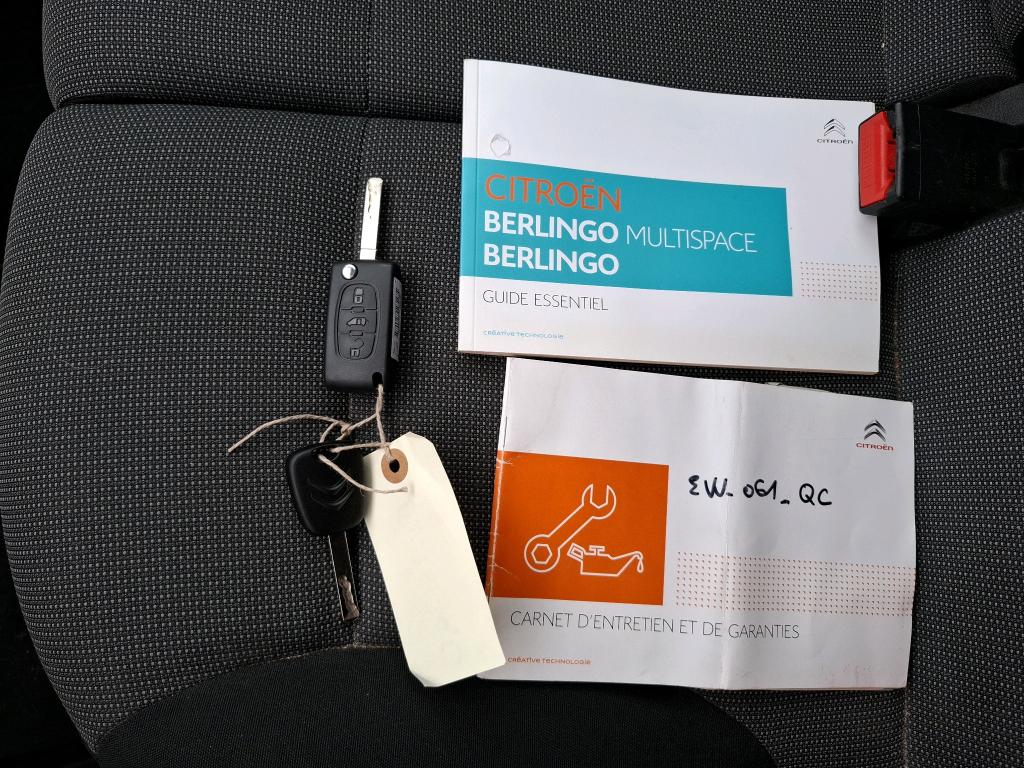 CITROËN
CITROËN
BERLINGO MULTISPACE
BERLINGO
GUIDE ESSENTIEL
CRÉATIVE TECHNOLOGIE
CITROËN
EW-061-QC
CARNET D'ENTRETIEN ET DE GARANTIES
CRÉATIVE TECHNOLOGIE